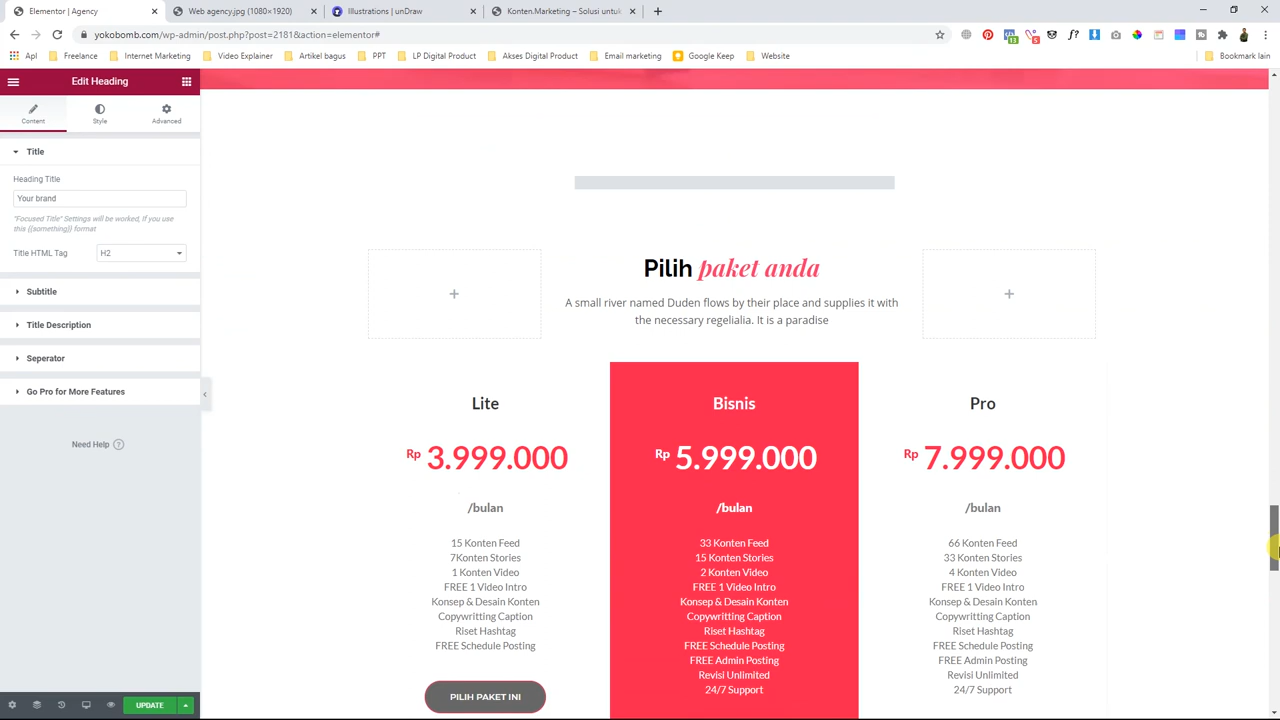 Elementor | Agency
Web agency.jpg (1080×1920)
Illustrations | unDraw
Konten.Marketing – Solusi untuk
yokobomb.com/wp-admin/post.php?post=2181&action=elementor#
Apl
Freelance
Internet Marketing
Video Explainer
Artikel bagus
PPT
LP Digital Product
Akses Digital Product
Email marketing
Google Keep
Website
Bookmark lain
Edit Heading
Content
Style
Advanced
Title
Heading Title
Your brand
"Focused Title" Settings will be worked, If you use
this {{something}} format
Title HTML Tag
H2
Subtitle
Title Description
Seperator
Go Pro for More Features
Need Help ?
UPDATE
Pilih paket anda
A small river named Duden flows by their place and supplies it with
the necessary regelialia. It is a paradise
Lite
Rp 3.999.000
/bulan
15 Konten Feed
7Konten Stories
1 Konten Video
FREE 1 Video Intro
Konsep & Desain Konten
Copywritting Caption
Riset Hashtag
FREE Schedule Posting
PILIH PAKET INI
Bisnis
Rp 5.999.000
/bulan
33 Konten Feed
15 Konten Stories
2 Konten Video
FREE 1 Video Intro
Konsep & Desain Konten
Copywritting Caption
Riset Hashtag
FREE Schedule Posting
FREE Admin Posting
Revisi Unlimited
24/7 Support
Pro
Rp 7.999.000
/bulan
66 Konten Feed
33 Konten Stories
4 Konten Video
FREE 1 Video Intro
Konsep & Desain Konten
Copywritting Caption
Riset Hashtag
FREE Schedule Posting
FREE Admin Posting
Revisi Unlimited
24/7 Support